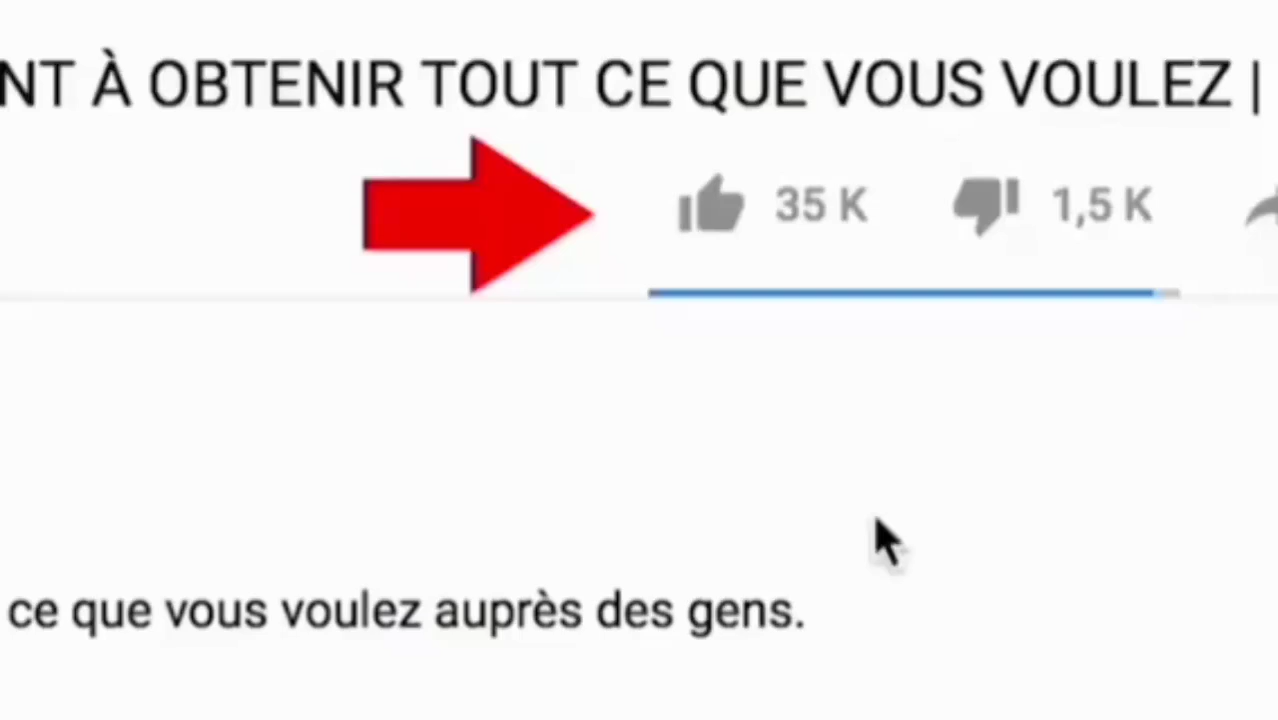 NT À OBTENIR TOUT CE QUE VOUS VOULEZ |
35 K 1,5 K
ce que vous voulez auprès des gens.